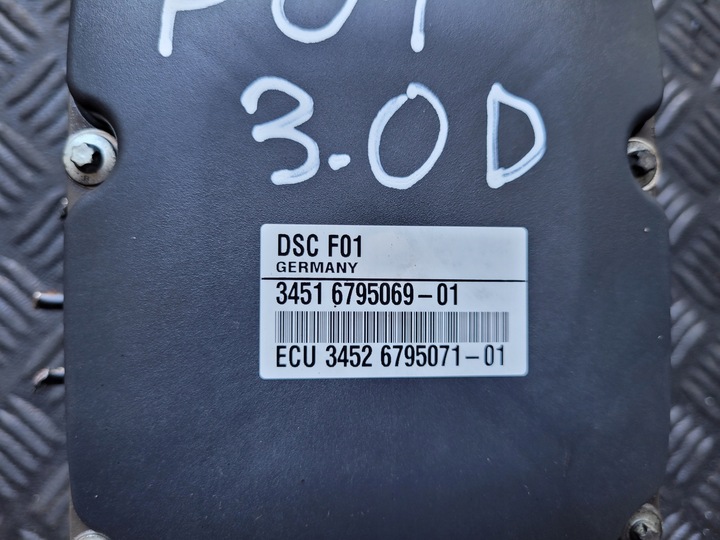 F01
3.0D
DSC F01
GERMANY
3451 6795069-01
ECU 3452 6795071-01